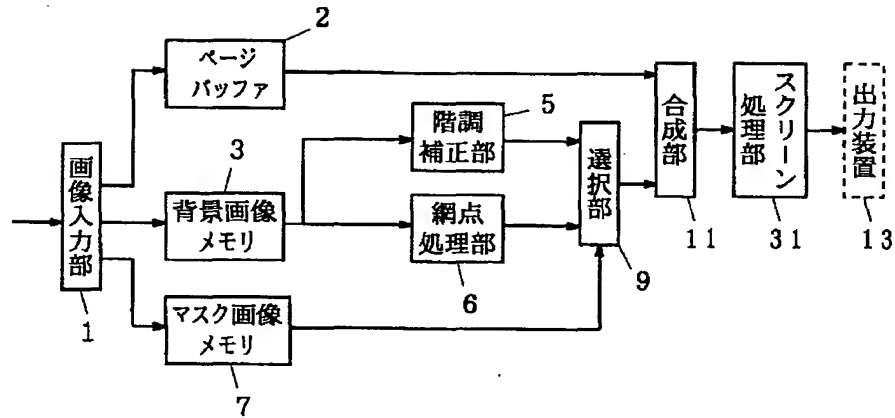 2
ページ
バッファ
5
階調
補正部
3
背景画像
メモリ
網点
処理部
6
画像入力部
1
マスク画像
メモリ
7
選択部
9
合成部
11
スクリーン
処理部
31
出力装置
13